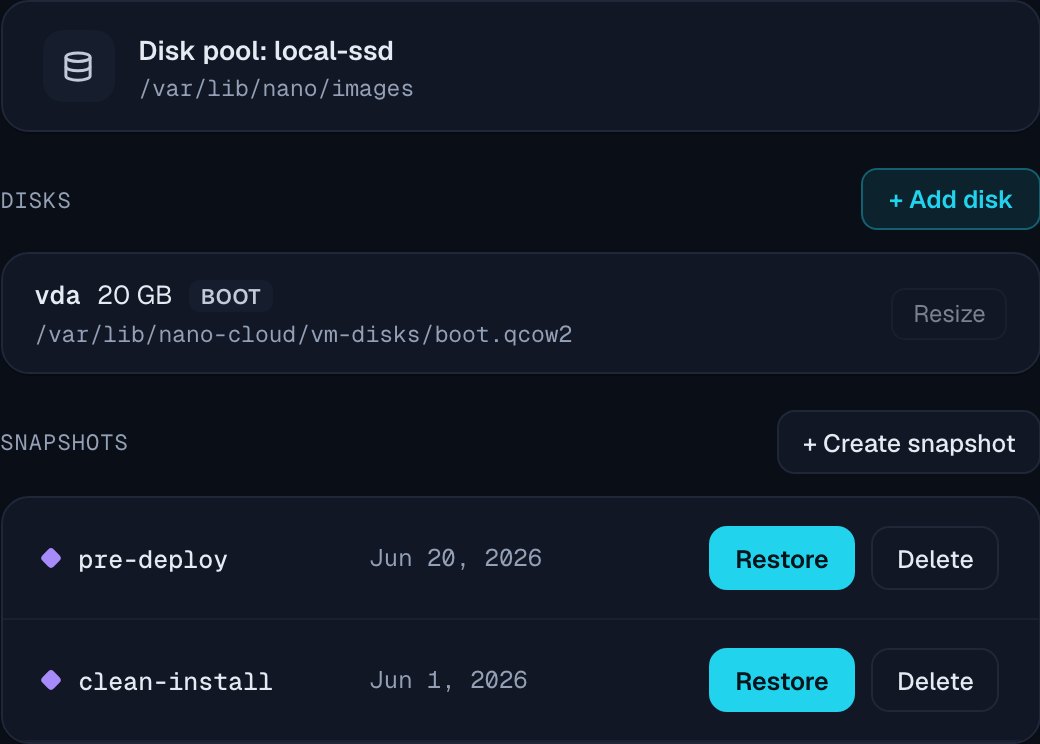 Disk pool: local-ssd
/var/lib/nano/images
DISKS
+ Add disk
vda 20 GB BOOT
/var/lib/nano-cloud/vm-disks/boot.qcow2
Resize
SNAPSHOTS
+ Create snapshot
pre-deploy Jun 20, 2026 Restore Delete
clean-install Jun 1, 2026 Restore Delete